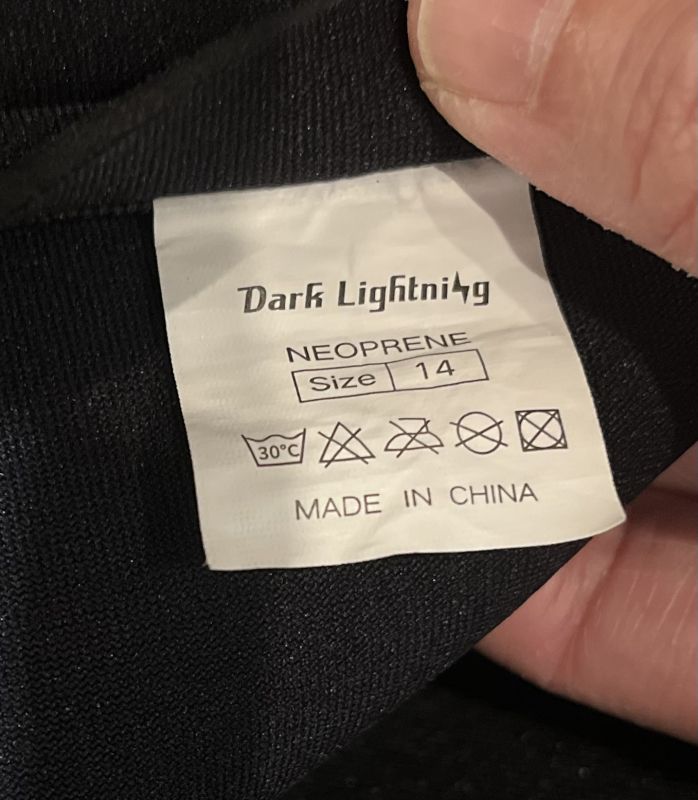 Dark Lightning
NEOPRENE
Size 14
30°C
MADE IN CHINA